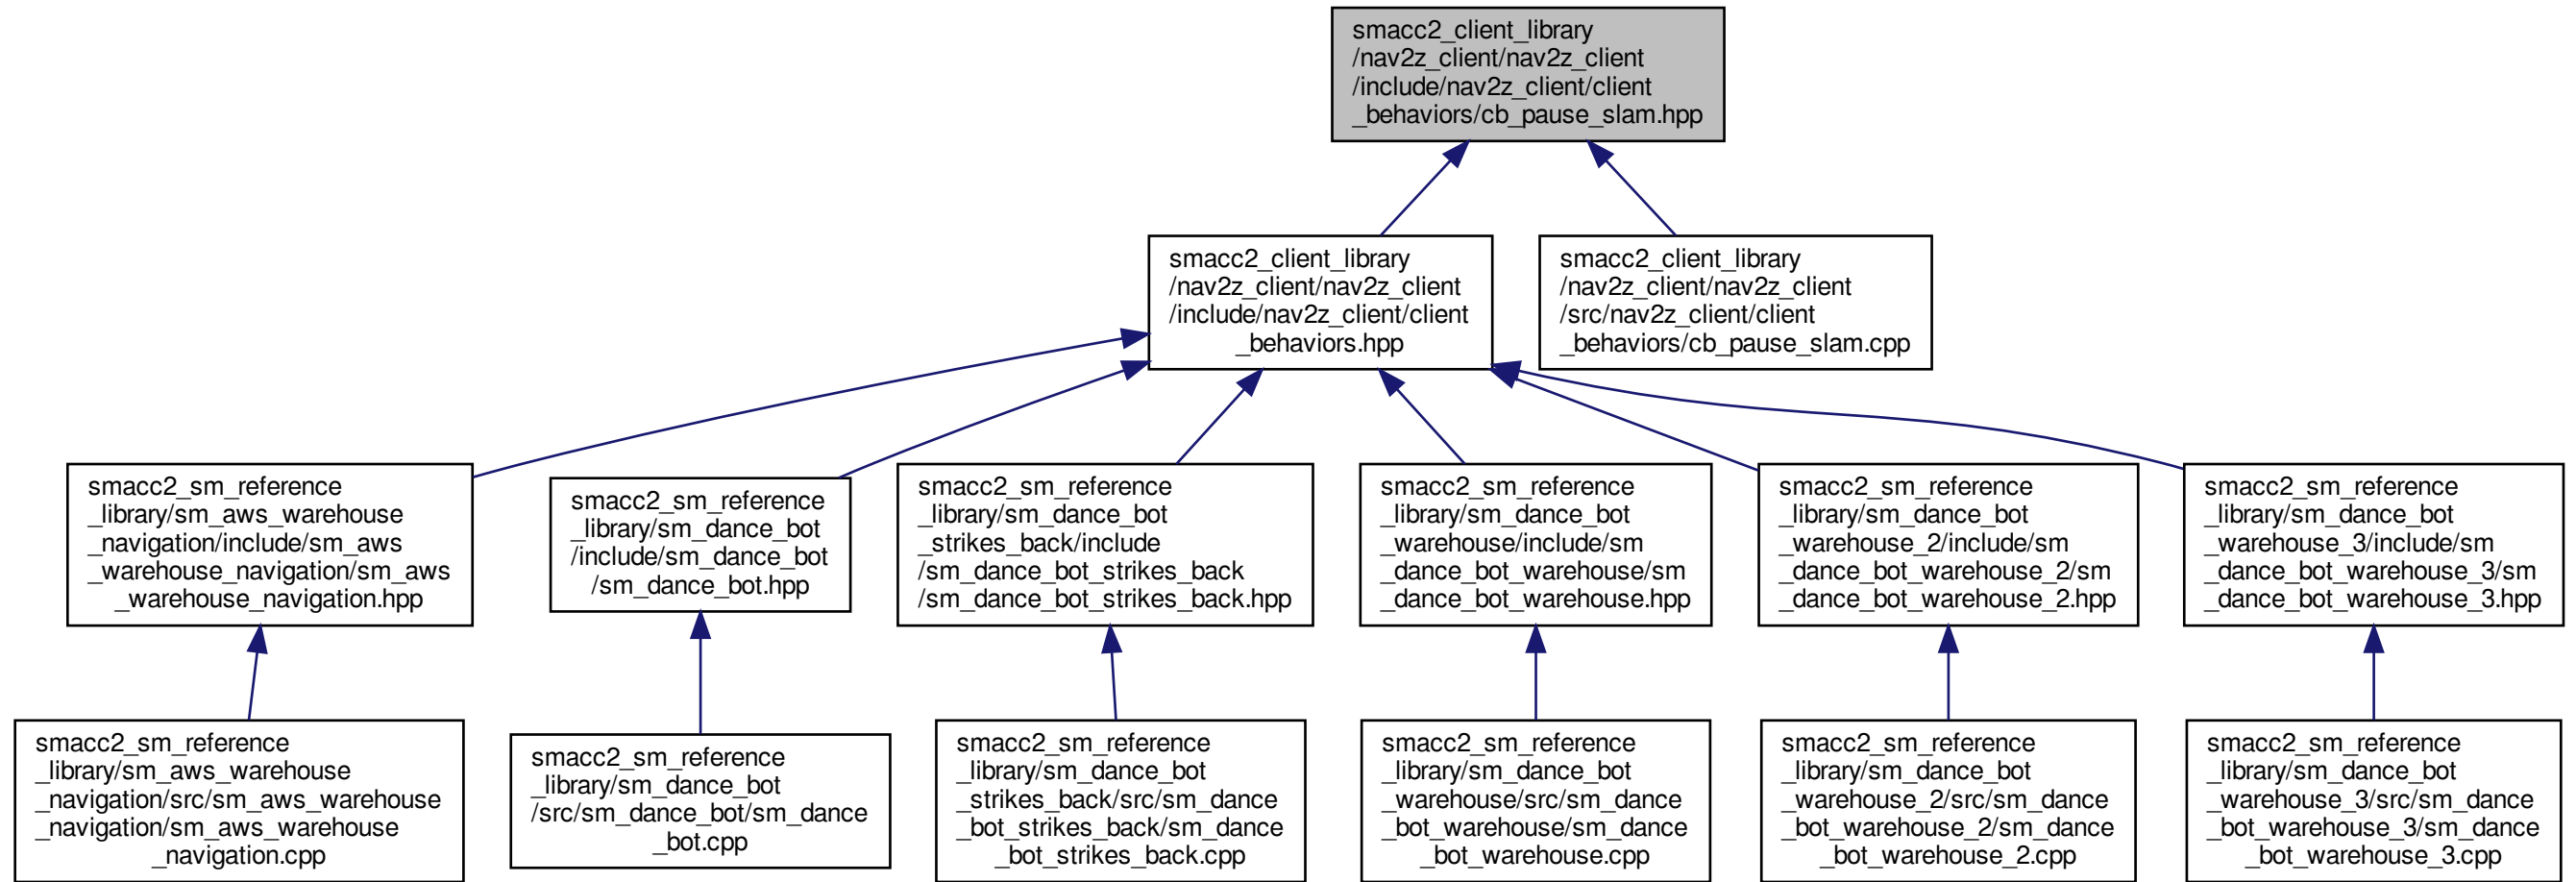 smacc2_client_library
/nav2z_client/nav2z_client
/include/nav2z_client/client
_behaviors/cb_pause_slam.hpp
smacc2_client_library
/nav2z_client/nav2z_client
/include/nav2z_client/client
_behaviors.hpp
smacc2_client_library
/nav2z_client/nav2z_client
/src/nav2z_client/client
_behaviors/cb_pause_slam.cpp
smacc2_sm_reference
_library/sm_aws_warehouse
_navigation/include/sm_aws
_warehouse_navigation/sm_aws
_warehouse_navigation.hpp
smacc2_sm_reference
_library/sm_dance_bot
/include/sm_dance_bot
/sm_dance_bot.hpp
smacc2_sm_reference
_library/sm_dance_bot
_strikes_back/include
/sm_dance_bot_strikes_back
/sm_dance_bot_strikes_back.hpp
smacc2_sm_reference
_library/sm_dance_bot
_warehouse/include/sm
_dance_bot_warehouse/sm
_dance_bot_warehouse.hpp
smacc2_sm_reference
_library/sm_dance_bot
_warehouse_2/include/sm
_dance_bot_warehouse_2/sm
_dance_bot_warehouse_2.hpp
smacc2_sm_reference
_library/sm_dance_bot
_warehouse_3/include/sm
_dance_bot_warehouse_3/sm
_dance_bot_warehouse_3.hpp
smacc2_sm_reference
_library/sm_aws_warehouse
_navigation/src/sm_aws_warehouse
_navigation/sm_aws_warehouse
_navigation.cpp
smacc2_sm_reference
_library/sm_dance_bot
/src/sm_dance_bot/sm_dance
_bot.cpp
smacc2_sm_reference
_library/sm_dance_bot
_strikes_back/src/sm_dance
_bot_strikes_back/sm_dance
_bot_strikes_back.cpp
smacc2_sm_reference
_library/sm_dance_bot
_warehouse/src/sm_dance
_bot_warehouse/sm_dance
_bot_warehouse.cpp
smacc2_sm_reference
_library/sm_dance_bot
_warehouse_2/src/sm_dance
_bot_warehouse_2/sm_dance
_bot_warehouse_2.cpp
smacc2_sm_reference
_library/sm_dance_bot
_warehouse_3/src/sm_dance
_bot_warehouse_3/sm_dance
_bot_warehouse_3.cpp